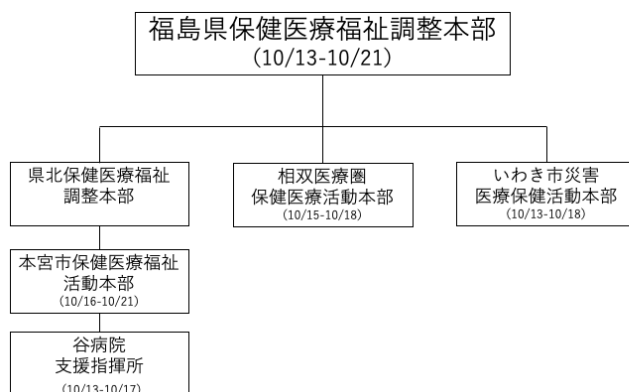 福島県保健医療福祉調整本部
(10/13-10/21)
県北保健医療福祉
調整本部
相双医療圏
保健医療活動本部
(10/15-10/18)
いわき市災害
医療保健活動本部
(10/13-10/18)
本宮市保健医療福祉
活動本部
(10/16-10/21)
谷病院
支援指揮所
(10/13-10/17)